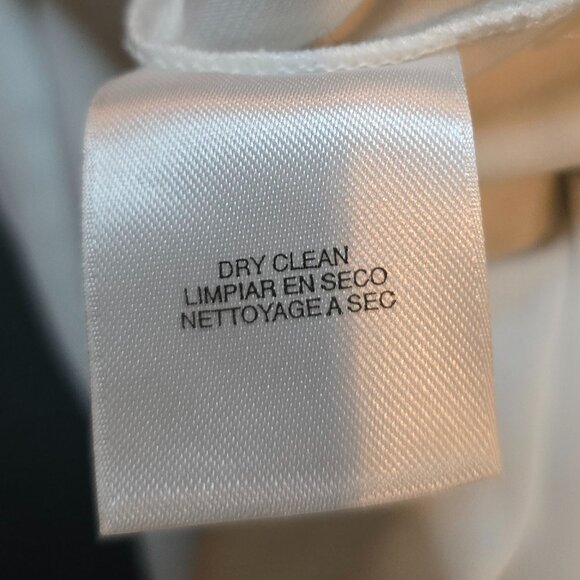 DRY CLEAN
LIMPIAR EN SECO
NETTOYAGE A SEC